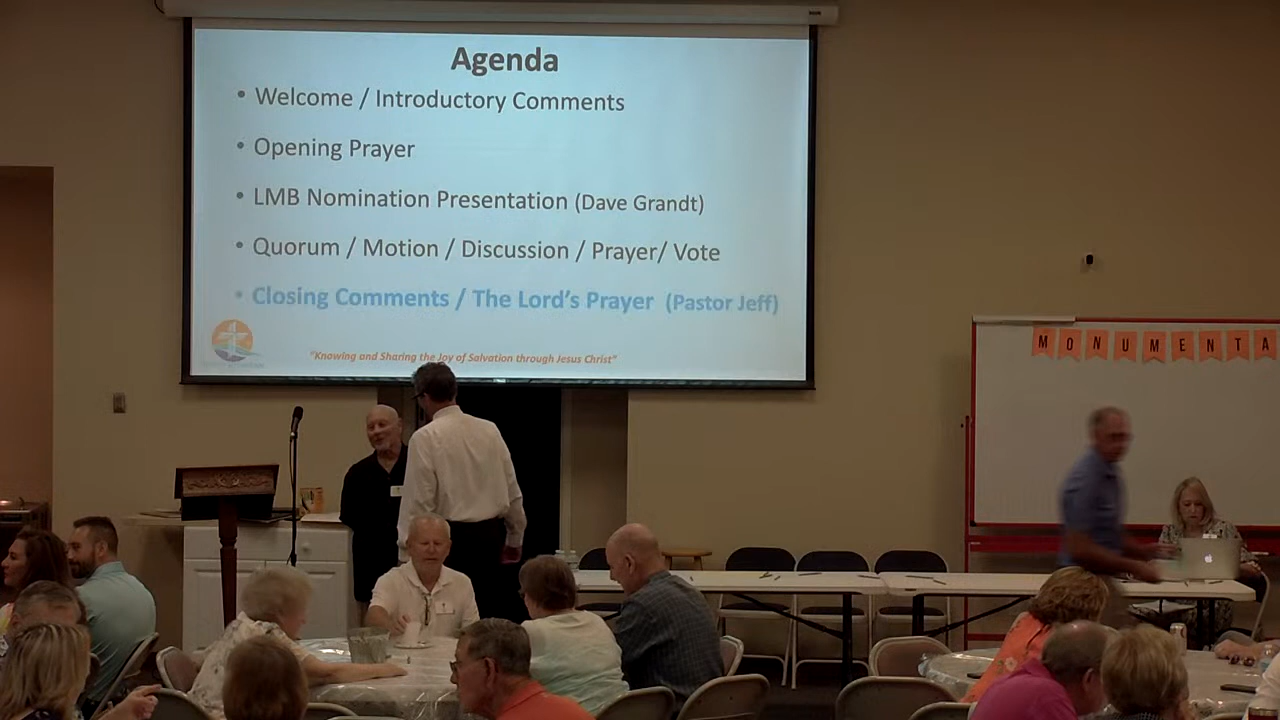 Agenda
• Welcome / Introductory Comments
• Opening Prayer
• LMB Nomination Presentation (Dave Grandt)
• Quorum / Motion / Discussion / Prayer/ Vote
• Closing Comments / The Lord's Prayer (Pastor Jeff)
"Knowing and Sharing the Joy of Salvation through Jesus Christ"
MONUMENTA